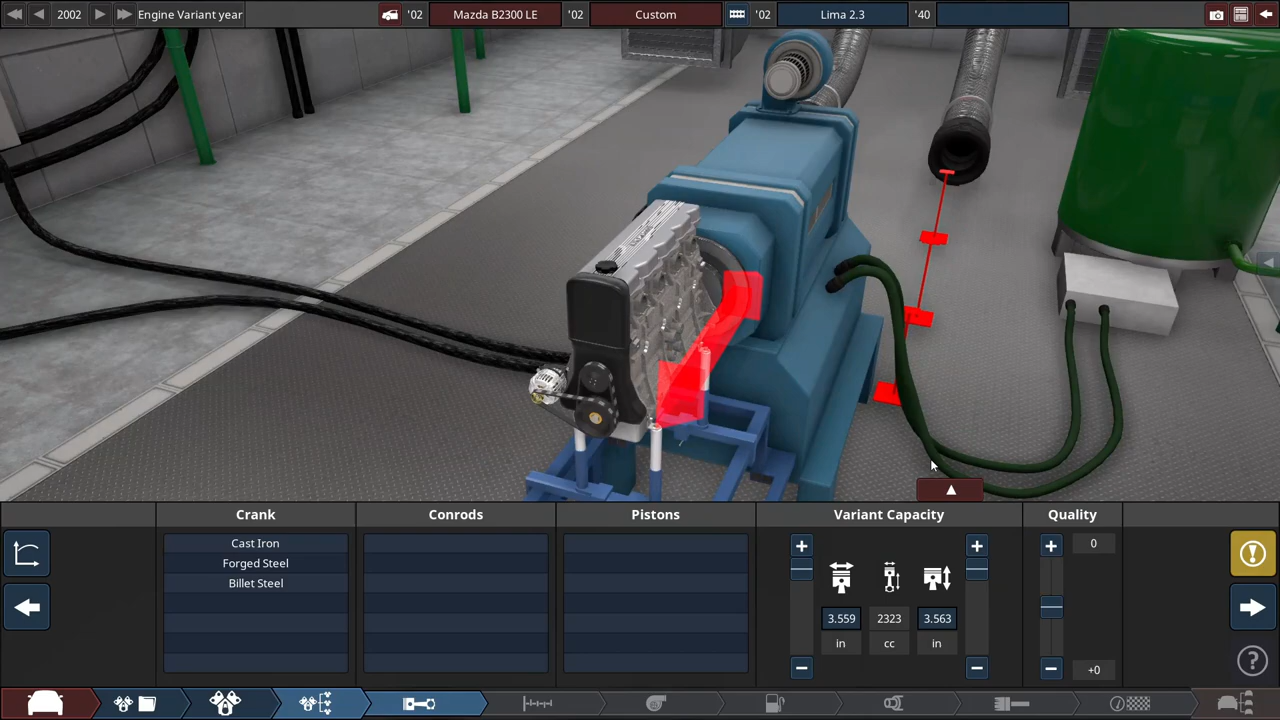 2002 Engine Variant year '02 Mazda B2300 LE '02 Custom '02 Lima 2.3 '40
Crank Conrods Pistons Variant Capacity Quality
Cast Iron
Forged Steel
Billet Steel
0
3.559 2323 3.563
in cc in
+0